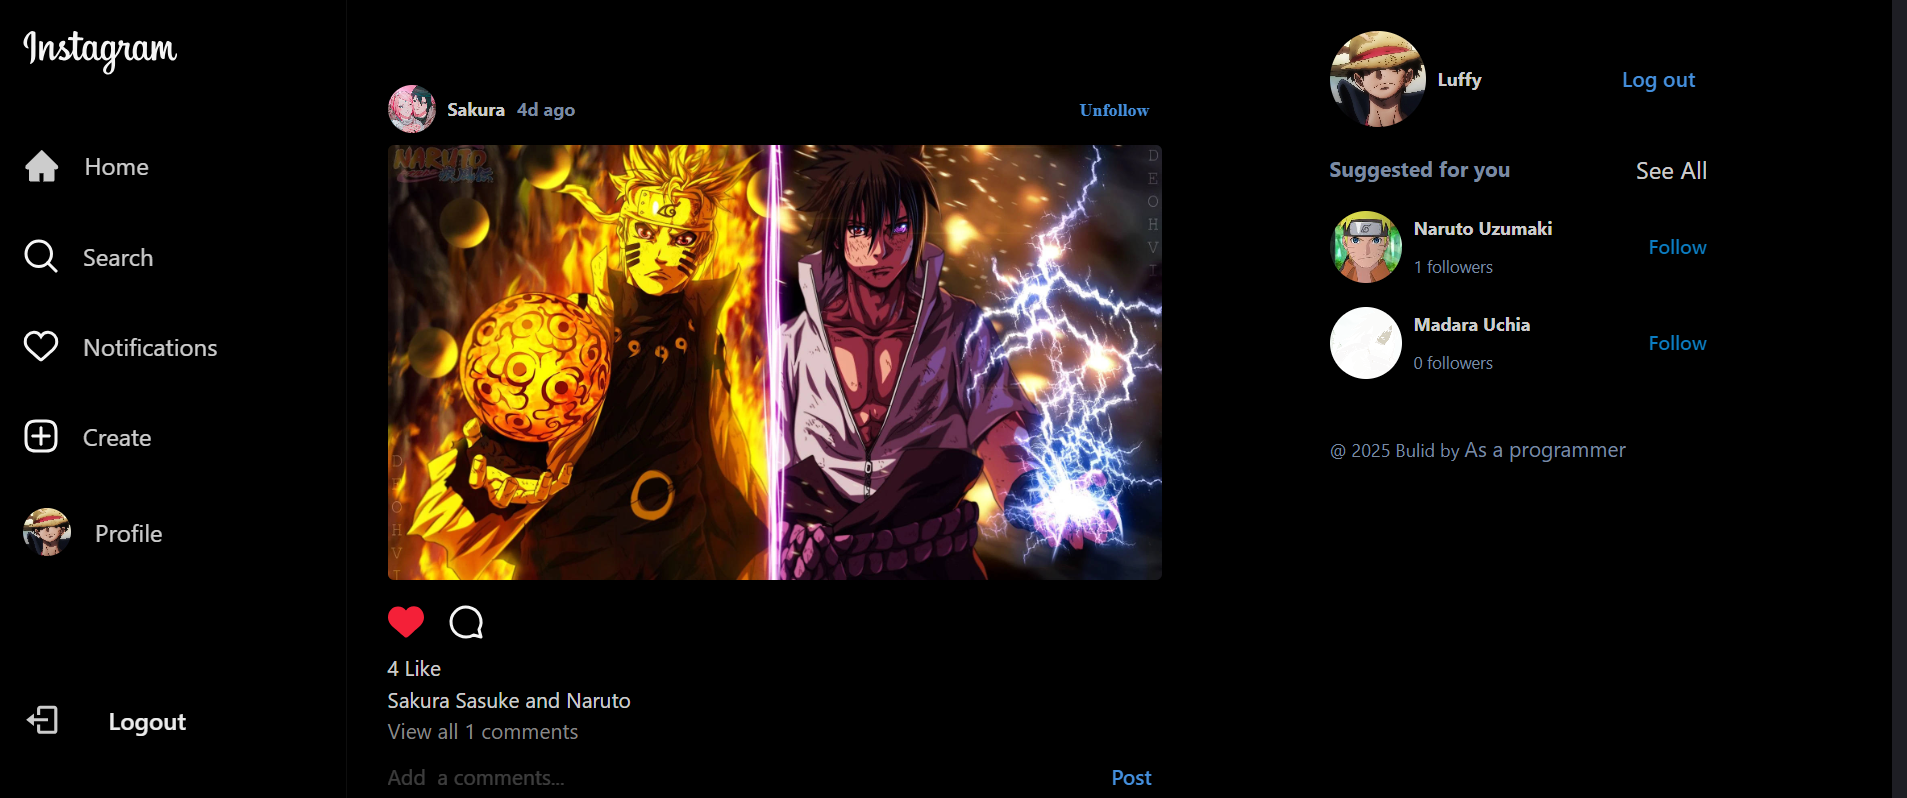 Instagram
Home
Search
Notifications
Create
Profile
Logout
Sakura 4d ago
Unfollow
NARUTO
DEOHVI
DEOHVI
4 Like
Sakura Sasuke and Naruto
View all 1 comments
Add a comments...
Post
Luffy
Log out
Suggested for you
See All
Naruto Uzumaki
1 followers
Follow
Madara Uchia
0 followers
Follow
@ 2025 Bulid by As a programmer